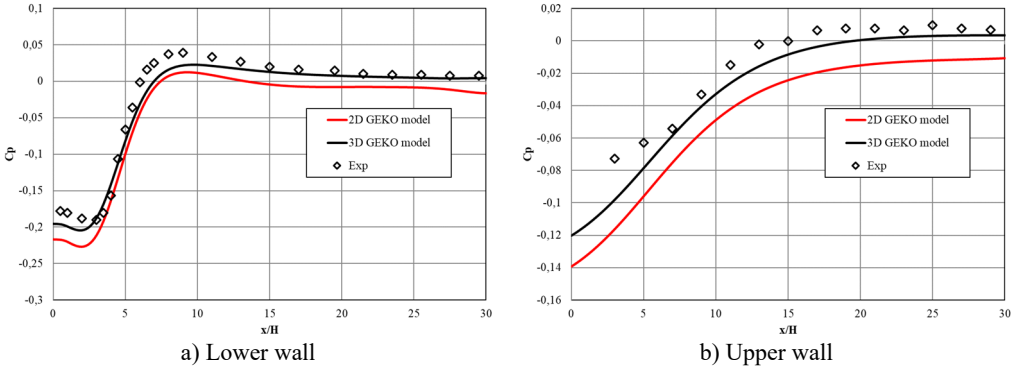 0,1
0,05
0
-0,05
-0,1
-0,15
-0,2
-0,25
-0,3
Cp
0 5 10 15 20 25 30
x/H
2D GEKO model
3D GEKO model
Exp
a) Lower wall
0,02
0
-0,02
-0,04
-0,06
-0,08
-0,1
-0,12
-0,14
-0,16
Cp
0 5 10 15 20 25 30
x/H
2D GEKO model
3D GEKO model
Exp
b) Upper wall